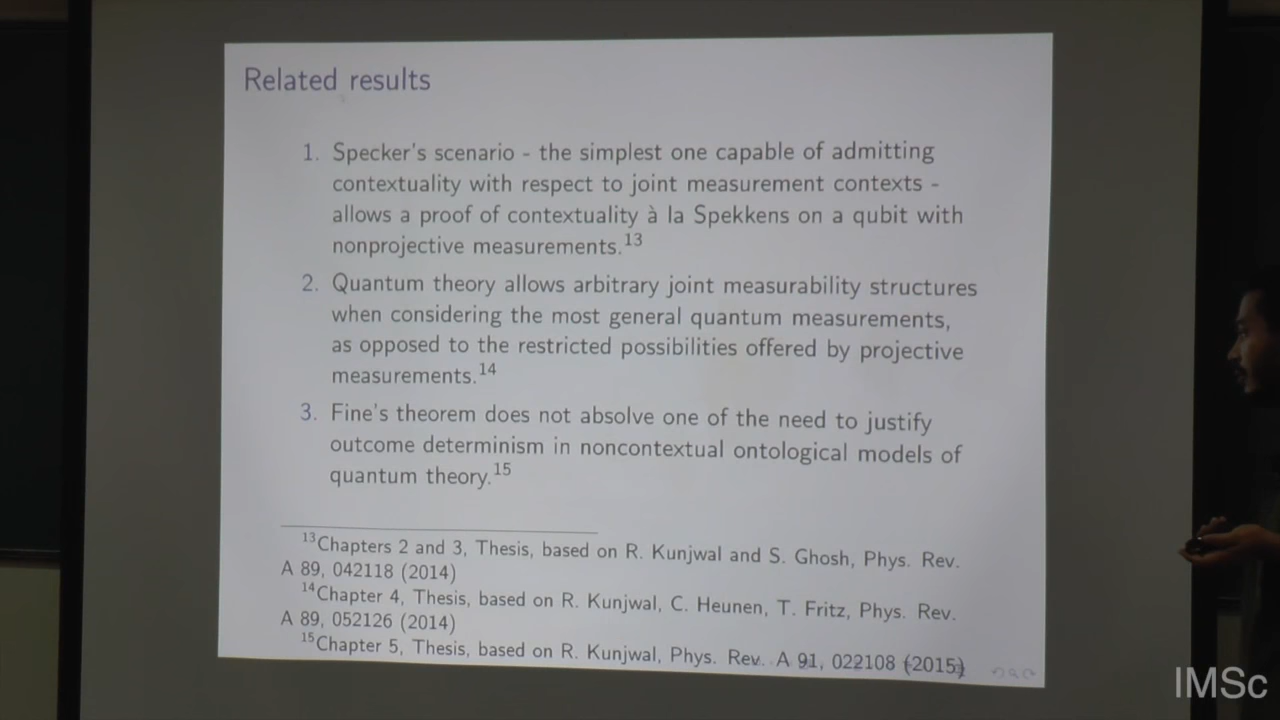 Related results
1. Specker's scenario - the simplest one capable of admitting
contextuality with respect to joint measurement contexts -
allows a proof of contextuality à la Spekkens on a qubit with
nonprojective measurements.13
2. Quantum theory allows arbitrary joint measurability structures
when considering the most general quantum measurements,
as opposed to the restricted possibilities offered by projective
measurements.14
3. Fine's theorem does not absolve one of the need to justify
outcome determinism in noncontextual ontological models of
quantum theory.15
13Chapters 2 and 3, Thesis, based on R. Kunjwal and S. Ghosh, Phys. Rev.
A 89, 042118 (2014)
14Chapter 4, Thesis, based on R. Kunjwal, C. Heunen, T. Fritz, Phys. Rev.
A 89, 052126 (2014)
15Chapter 5, Thesis, based on R. Kunjwal, Phys. Rev. A 91, 022108 (2015)
IMSc